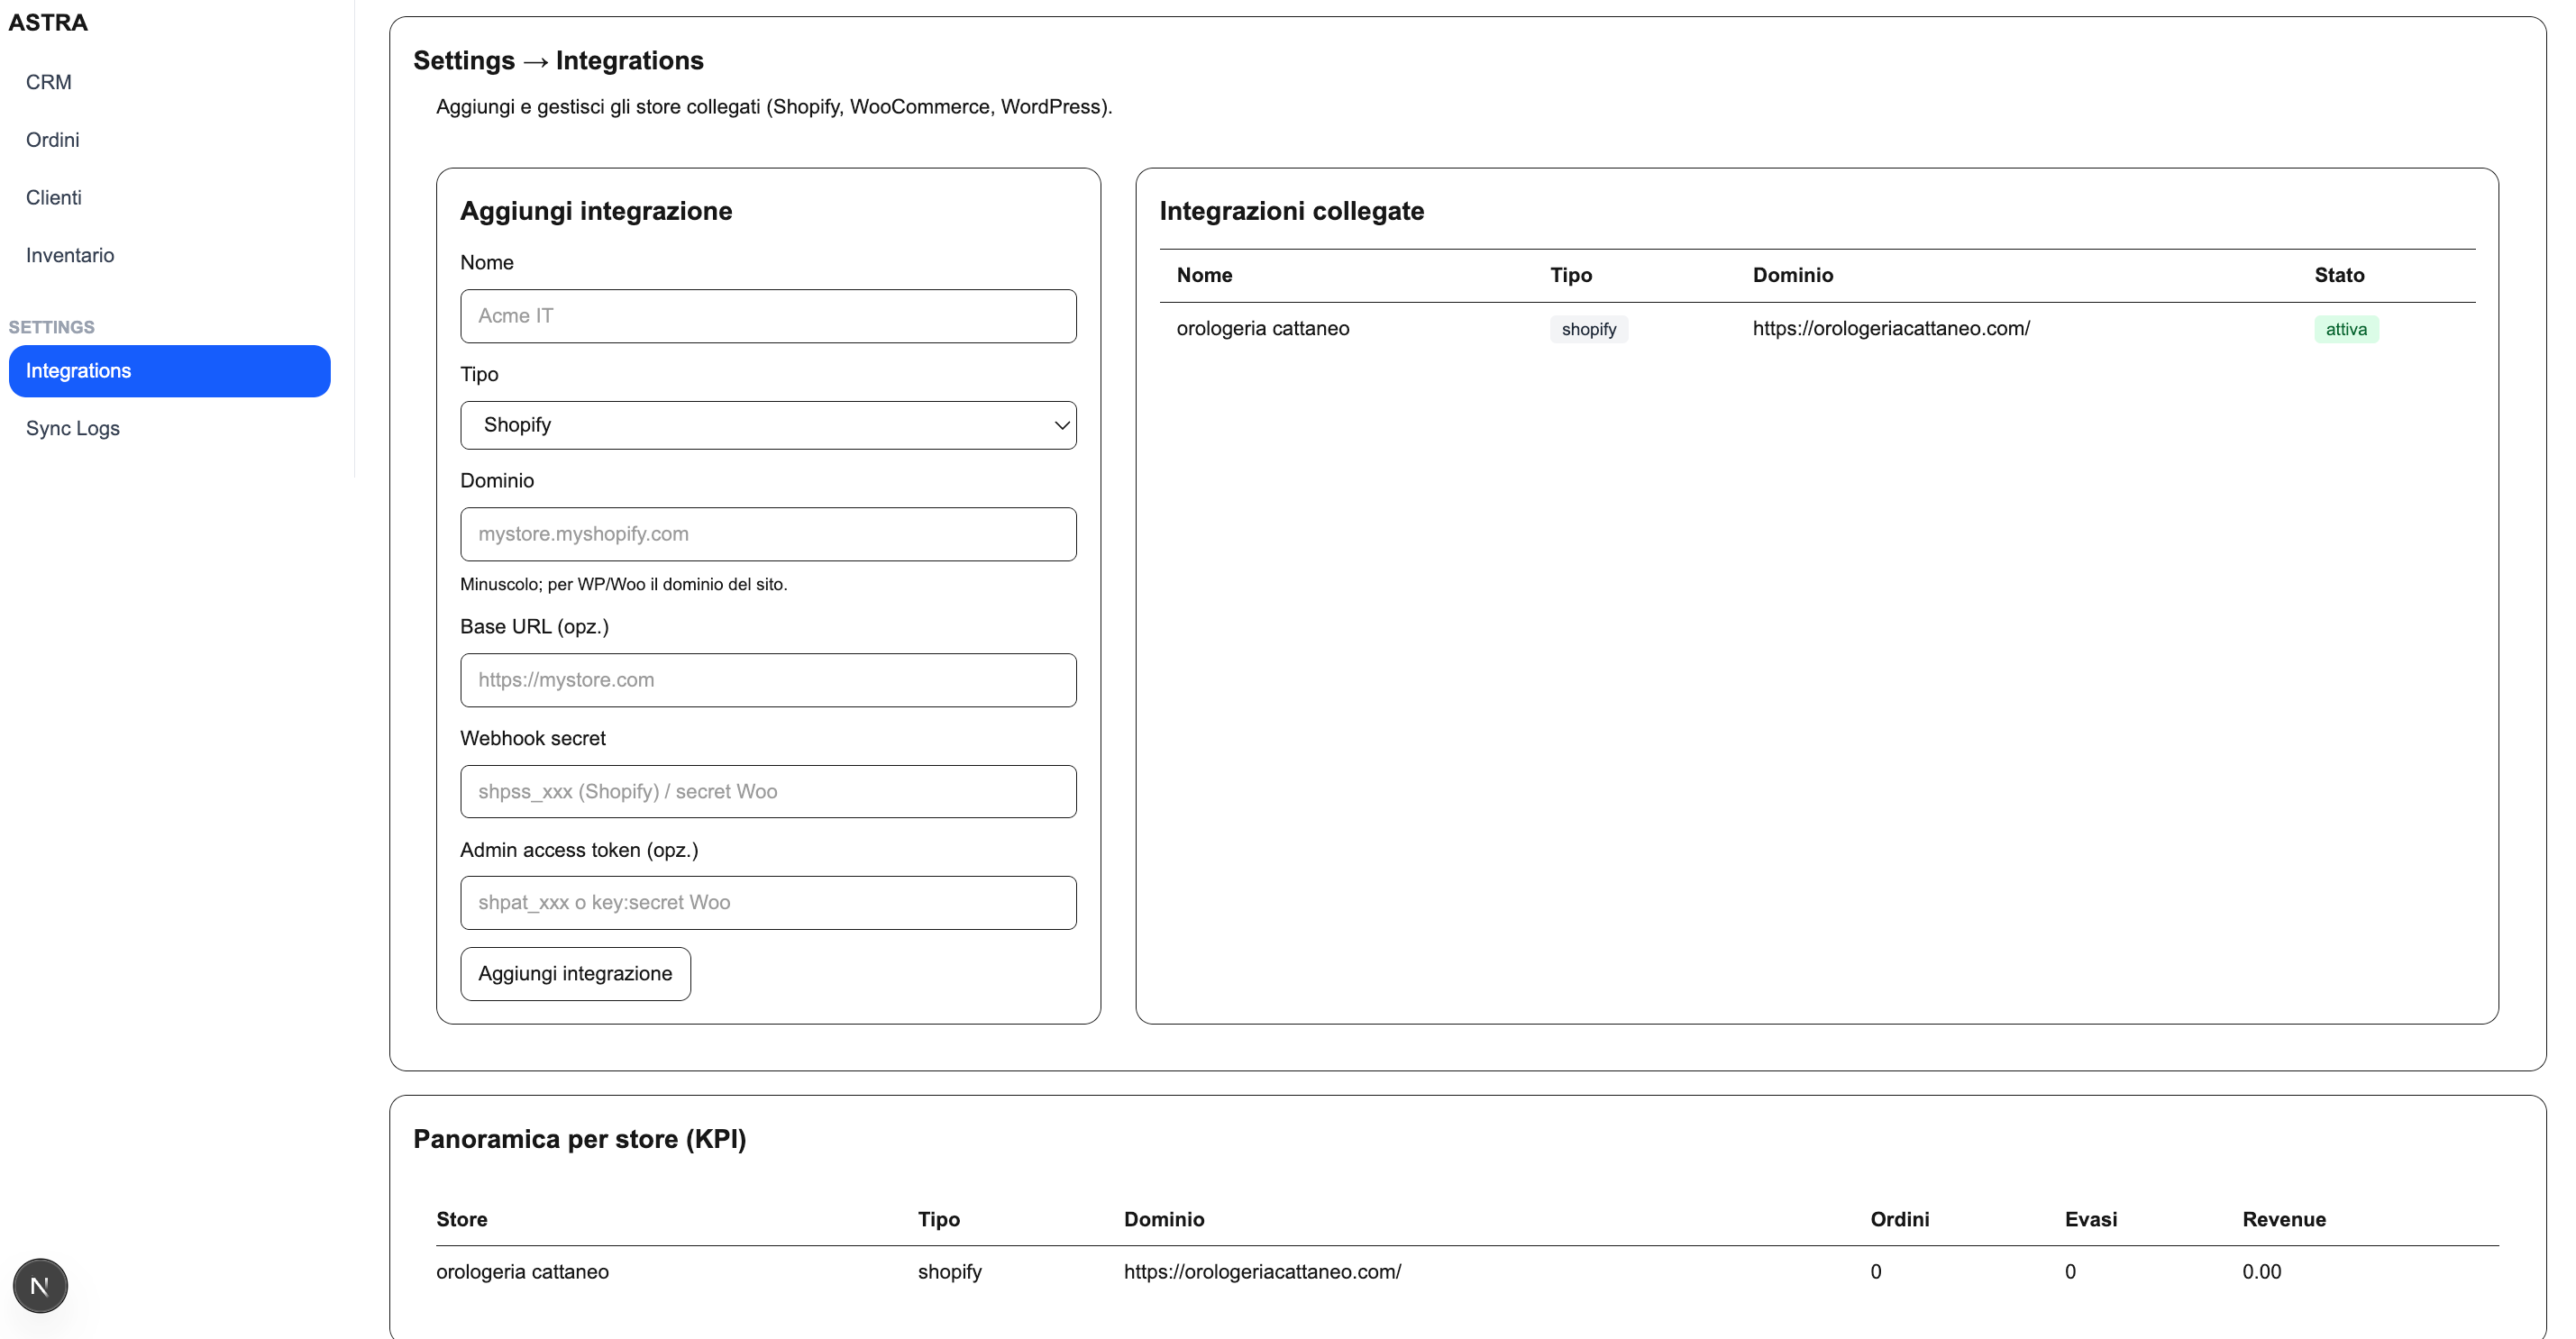 ASTRA
CRM
Ordini
Clienti
Inventario
SETTINGS
Integrations
Sync Logs
Settings → Integrations
Aggiungi e gestisci gli store collegati (Shopify, WooCommerce, WordPress).
Aggiungi integrazione
Nome
Acme IT
Tipo
Shopify
Dominio
mystore.myshopify.com
Minuscolo; per WP/Woo il dominio del sito.
Base URL (opz.)
https://mystore.com
Webhook secret
shpss_xxx (Shopify) / secret Woo
Admin access token (opz.)
shpat_xxx o key:secret Woo
Aggiungi integrazione
Integrazioni collegate
Nome Tipo Dominio Stato
orologeria cattaneo shopify https://orologeriacattaneo.com/ attiva
Panoramica per store (KPI)
Store Tipo Dominio Ordini Evasi Revenue
orologeria cattaneo shopify https://orologeriacattaneo.com/ 0 0 0.00
N